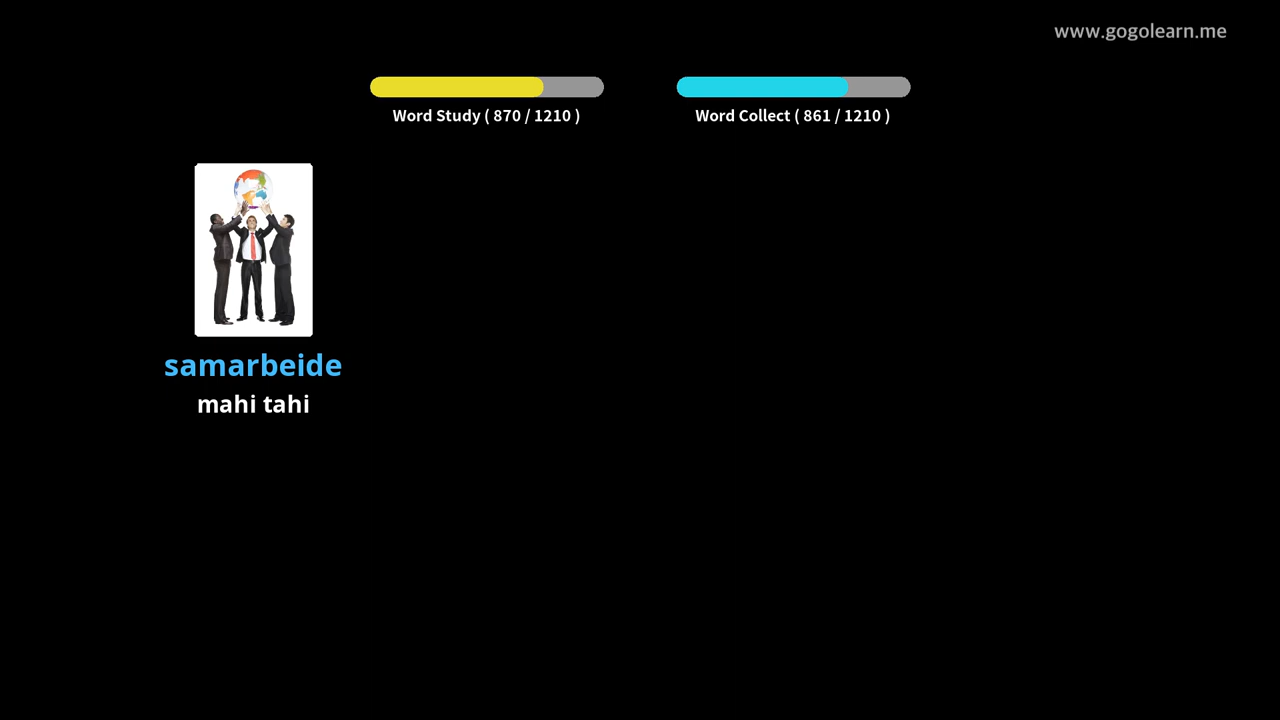 www.gogolearn.me
Word Study ( 870 / 1210 )
Word Collect ( 861 / 1210 )
samarbeide
mahi tahi